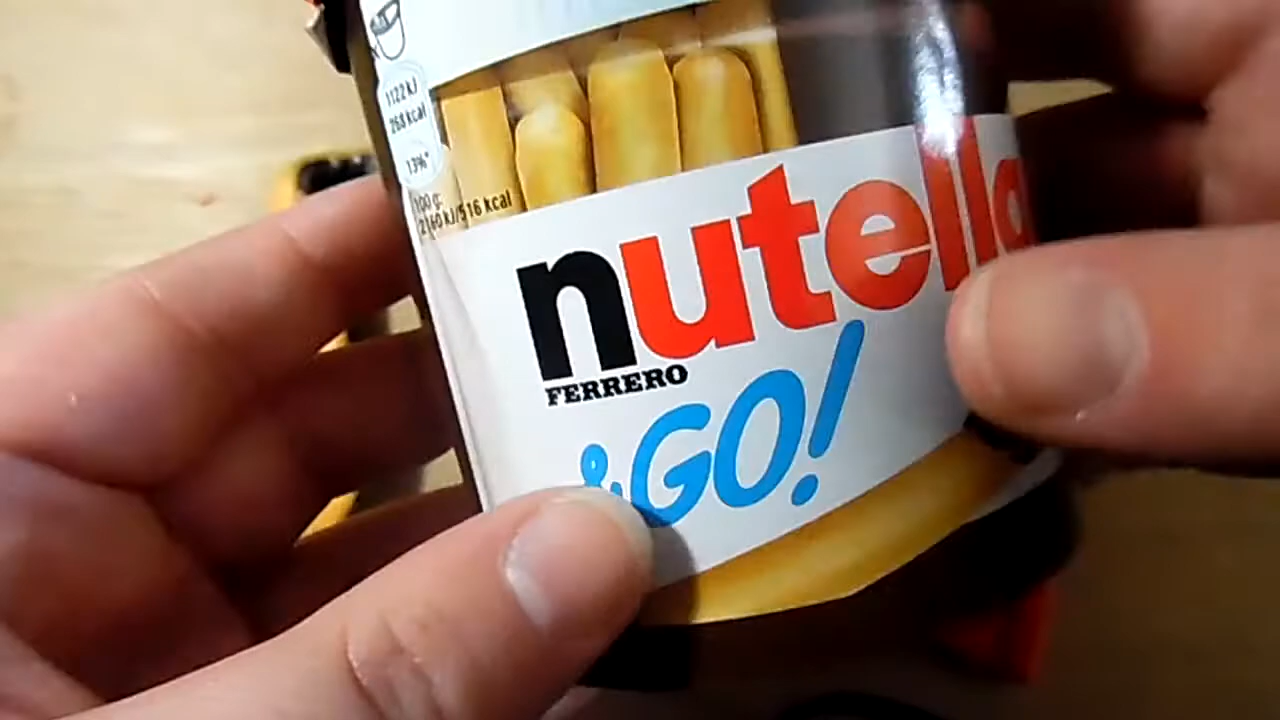 1122 kJ
268 kcal
13%*
100 g:
2160 kJ/516 kcal
nutella
FERRERO
& GO!